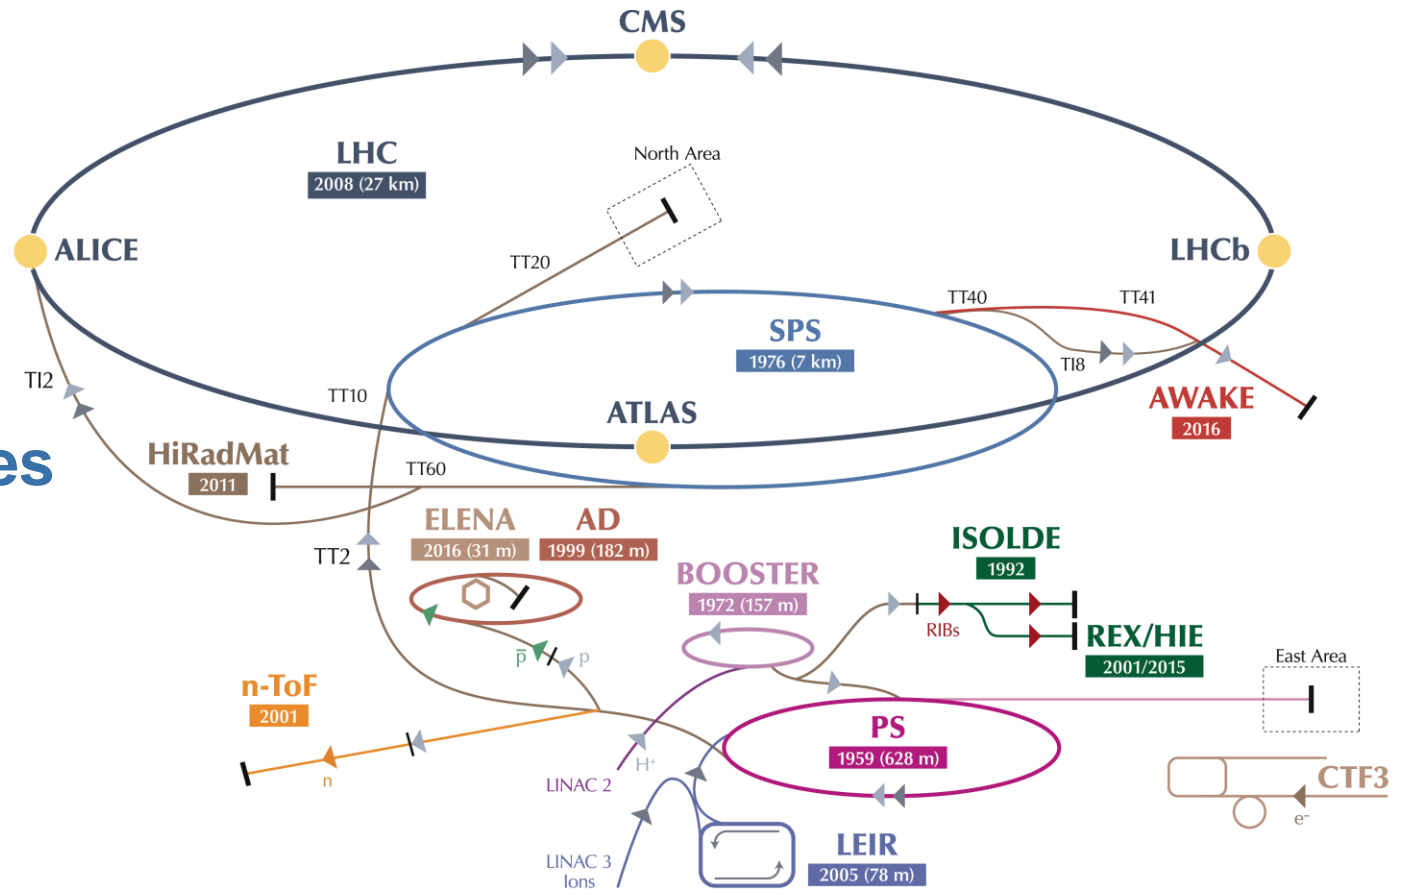 CMS
LHC
2008 (27 km)
North Area
ALICE
LHCb
TT20
TT40
TT41
SPS
1976 (7 km)
TI8
TI2
TT10
ATLAS
AWAKE
2016
HiRadMat
2011
TT60
es
ELENA
2016 (31 m)
AD
1999 (182 m)
TT2
ISOLDE
1992
BOOSTER
1972 (157 m)
RIBs
REX/HIE
2001/2015
p̅
p
East Area
n-ToF
2001
PS
1959 (628 m)
n
H⁺
LINAC 2
CTF3
e⁻
LEIR
2005 (78 m)
LINAC 3
Ions